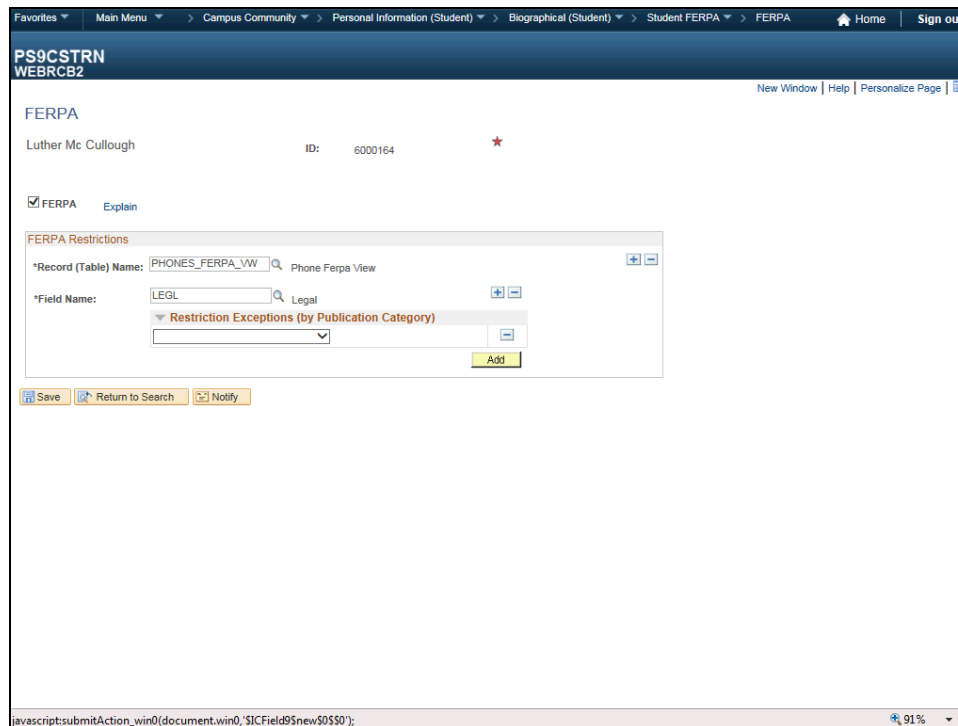 Favorites Main Menu > Campus Community > Personal Information (Student) > Biographical (Student) > Student FERPA > FERPA Home Sign ou
PS9CSTRN
WEBRCB2
New Window | Help | Personalize Page |
FERPA
Luther Mc Cullough ID: 6000164
FERPA Explain
FERPA Restrictions
*Record (Table) Name: PHONES_FERPA_VW Phone Ferpa View
*Field Name: LEGL Legal
Restriction Exceptions (by Publication Category)
Add
Save Return to Search Notify
javascript:submitAction_win0(document.win0,'$ICField9$new$0$$0'); 91%